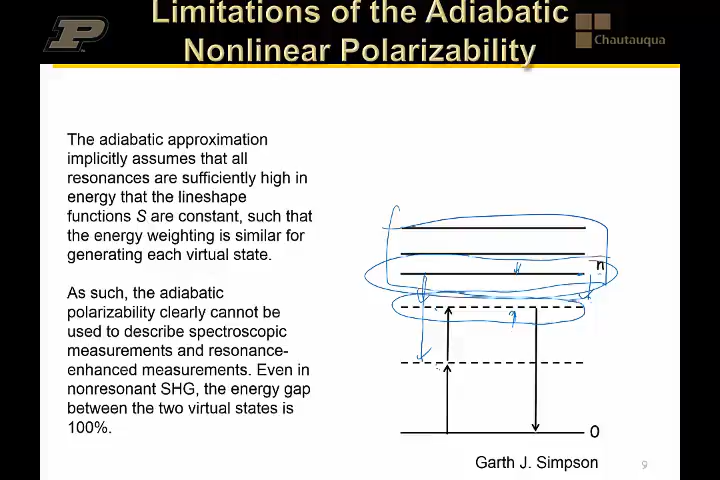 Limitations of the Adiabatic
Nonlinear Polarizability
P
Chautauqua
The adiabatic approximation
implicitly assumes that all
resonances are sufficiently high in
energy that the lineshape
functions S are constant, such that
the energy weighting is similar for
generating each virtual state.
As such, the adiabatic
polarizability clearly cannot be
used to describe spectroscopic
measurements and resonance-
enhanced measurements. Even in
nonresonant SHG, the energy gap
between the two virtual states is
100%.
n
0
Garth J. Simpson
9